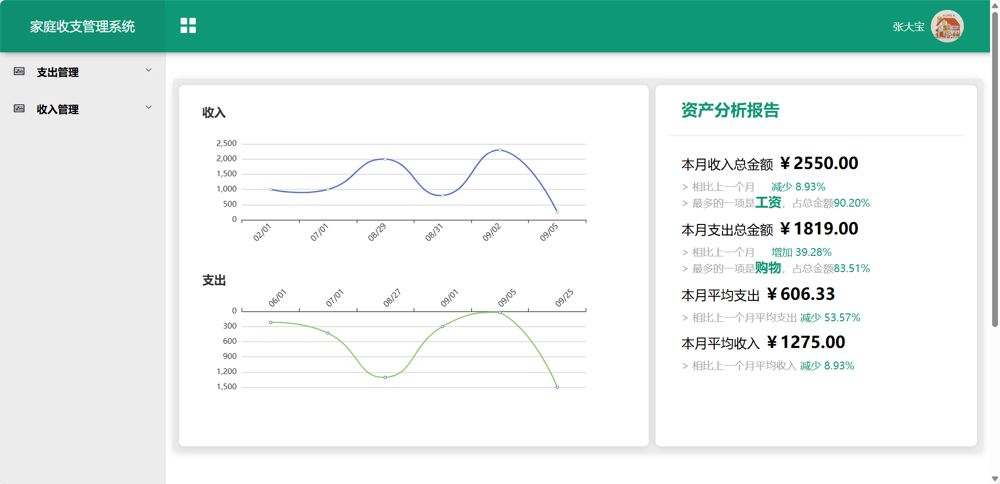 家庭收支管理系统
张大宝
支出管理
收入管理
收入
2,500
2,000
1,500
1,000
500
0
02/01
07/01
08/29
08/31
09/02
09/05
支出
06/01
07/01
08/27
09/01
09/05
09/25
0
300
600
900
1,200
1,500
资产分析报告
本月收入总金额 ¥ 2550.00
> 相比上一个月 减少 8.93%
> 最多的一项是工资，占总金额90.20%
本月支出总金额 ¥ 1819.00
> 相比上一个月 增加 39.28%
> 最多的一项是购物，占总金额83.51%
本月平均支出 ¥ 606.33
> 相比上一个月平均支出 减少 53.57%
本月平均收入 ¥ 1275.00
> 相比上一个月平均收入 减少 8.93%